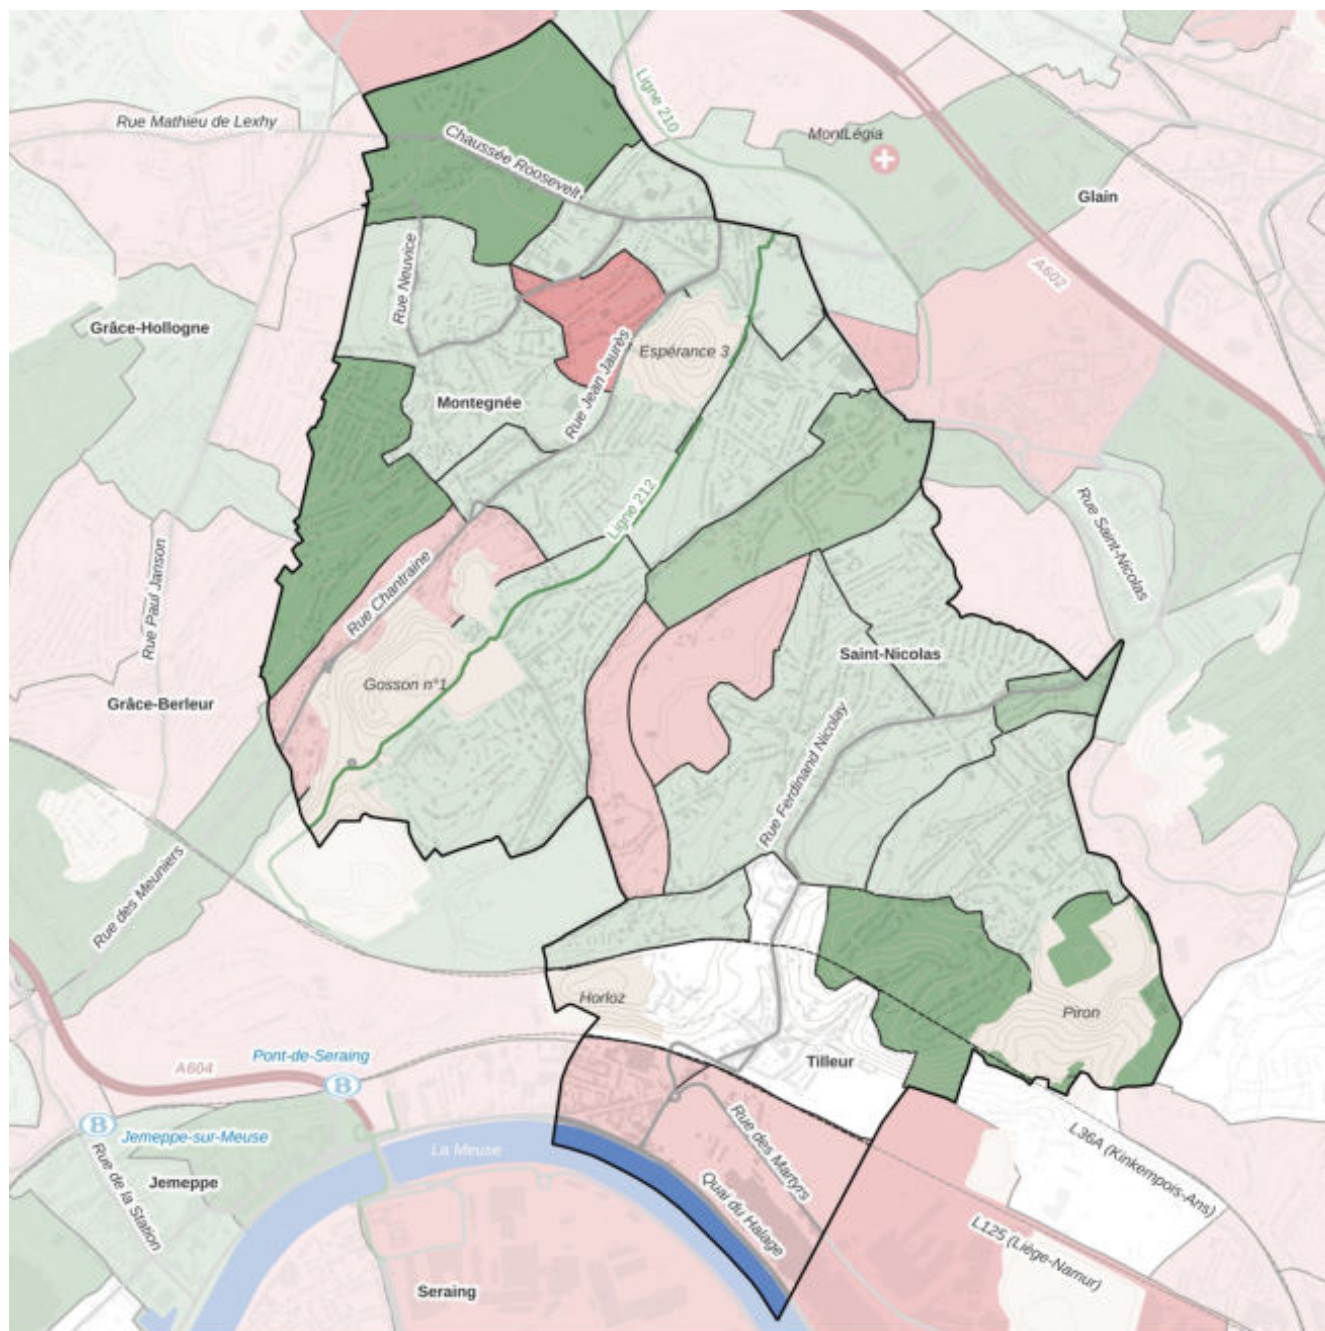 Ligne 210
Rue Mathieu de Lexhy
Chaussée Roosevelt
MontLégia
Glain
A602
Rue Neuvice
Grâce-Hollogne
Espérance 3
Rue Jean Jaurès
Montegnée
Ligne 212
Rue Saint-Nicolas
Rue Paul Janson
Rue Chantraine
Saint-Nicolas
Gosson n°1
Grâce-Berleur
Rue Ferdinand Nicolay
Rue des Meuniers
Horloz
Piron
Pont-de-Seraing
Tilleur
A604
B
B
Jemeppe-sur-Meuse
La Meuse
Rue des Martyrs
L36A (Kinkempois-Ans)
Rue de la Station
Jemeppe
Quai du Halage
L125 (Liége-Namur)
Seraing